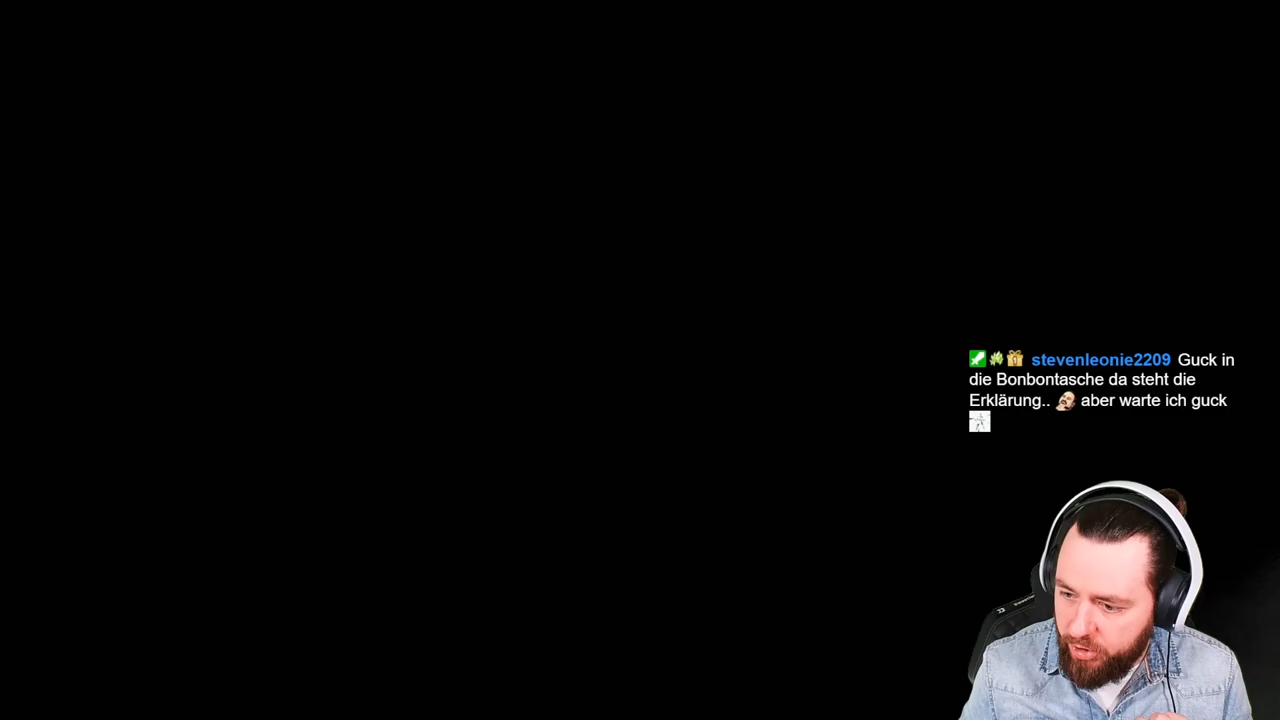 stevenleonie2209 Guck in
die Bonbontasche da steht die
Erklärung.. aber warte ich guck